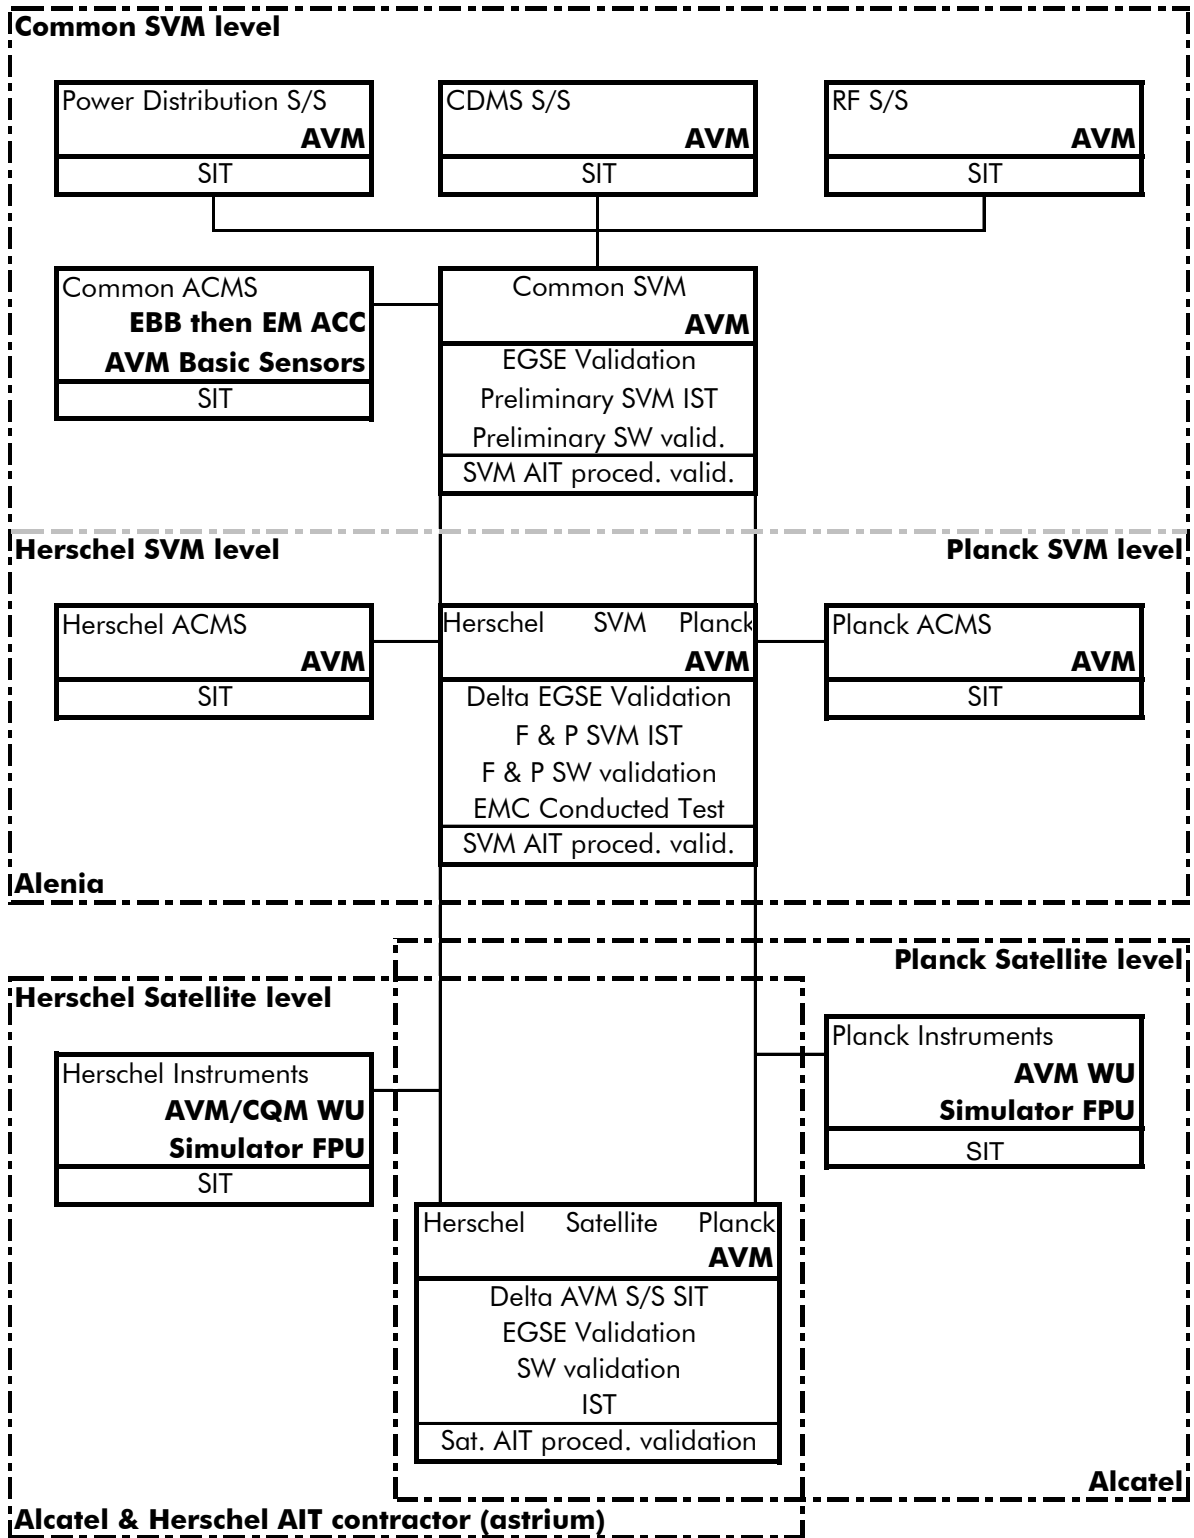 Common SVM level
Power Distribution S/S
AVM
SIT
CDMS S/S
AVM
SIT
RF S/S
AVM
SIT
Common ACMS
EBB then EM ACC
AVM Basic Sensors
SIT
Common SVM
AVM
EGSE Validation
Preliminary SVM IST
Preliminary SW valid.
SVM AIT proced. valid.
Herschel SVM level
Planck SVM level
Herschel ACMS
AVM
SIT
Herschel SVM Planck
AVM
Delta EGSE Validation
F & P SVM IST
F & P SW validation
EMC Conducted Test
SVM AIT proced. valid.
Planck ACMS
AVM
SIT
Alenia
Planck Satellite level
Herschel Satellite level
Planck Instruments
AVM WU
Simulator FPU
SIT
Herschel Instruments
AVM/CQM WU
Simulator FPU
SIT
Herschel Satellite Planck
AVM
Delta AVM S/S SIT
EGSE Validation
SW validation
IST
Sat. AIT proced. validation
Alcatel
Alcatel & Herschel AIT contractor (astrium)